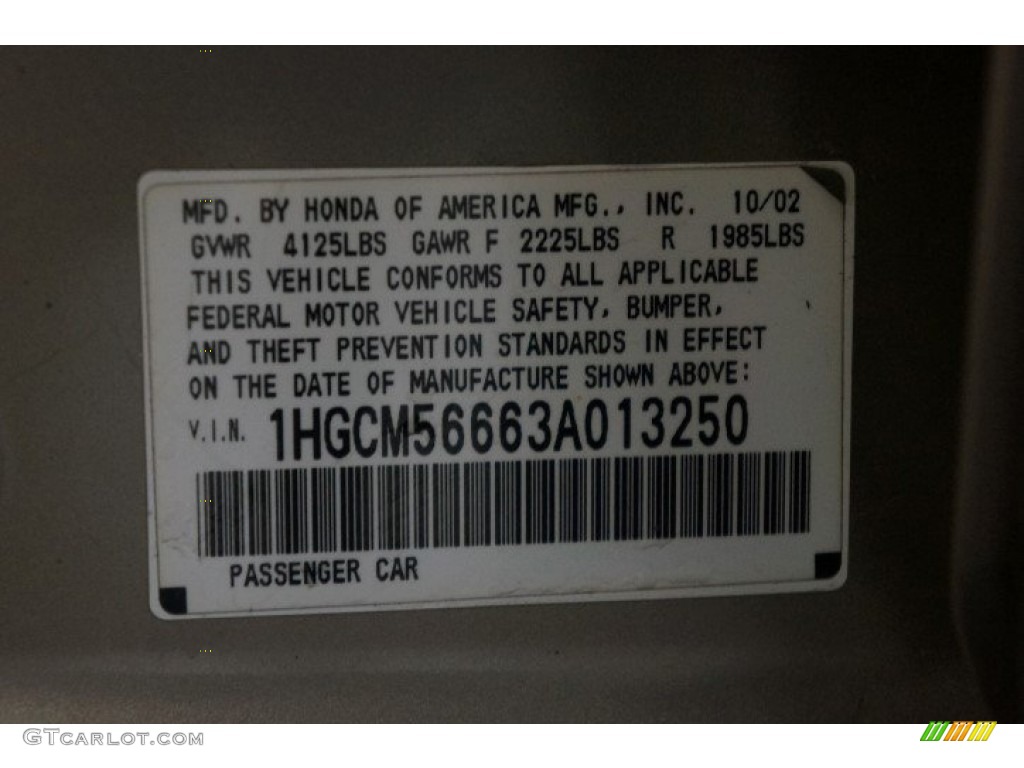 MFD. BY HONDA OF AMERICA MFG., INC. 10/02
GVWR 4125LBS GAWR F 2225LBS R 1985LBS
THIS VEHICLE CONFORMS TO ALL APPLICABLE
FEDERAL MOTOR VEHICLE SAFETY, BUMPER,
AND THEFT PREVENTION STANDARDS IN EFFECT
ON THE DATE OF MANUFACTURE SHOWN ABOVE:
V.I.N. 1HGCM56663A013250
PASSENGER CAR
GTCARLOT.COM